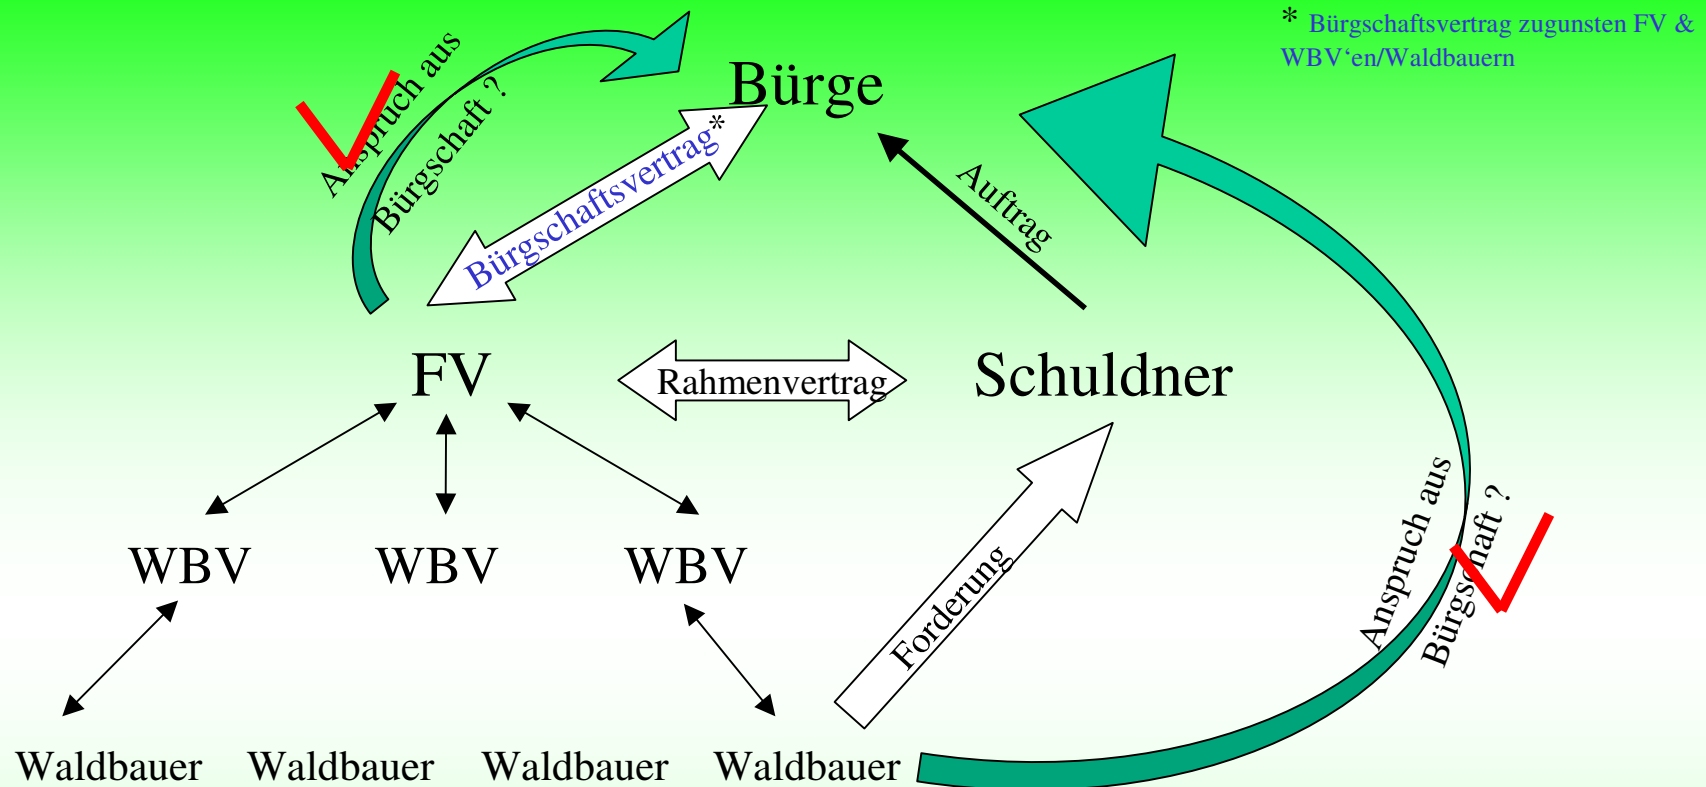 * Bürgschaftsvertrag zugunsten FV &
WBV‘en/Waldbauern
Bürge
Anspruch aus
Bürgschaft ?
Bürgschaftsvertrag*
Auftrag
FV
Rahmenvertrag
Schuldner
WBV WBV WBV
Forderung
Anspruch aus
Bürgschaft ?
Waldbauer Waldbauer Waldbauer Waldbauer